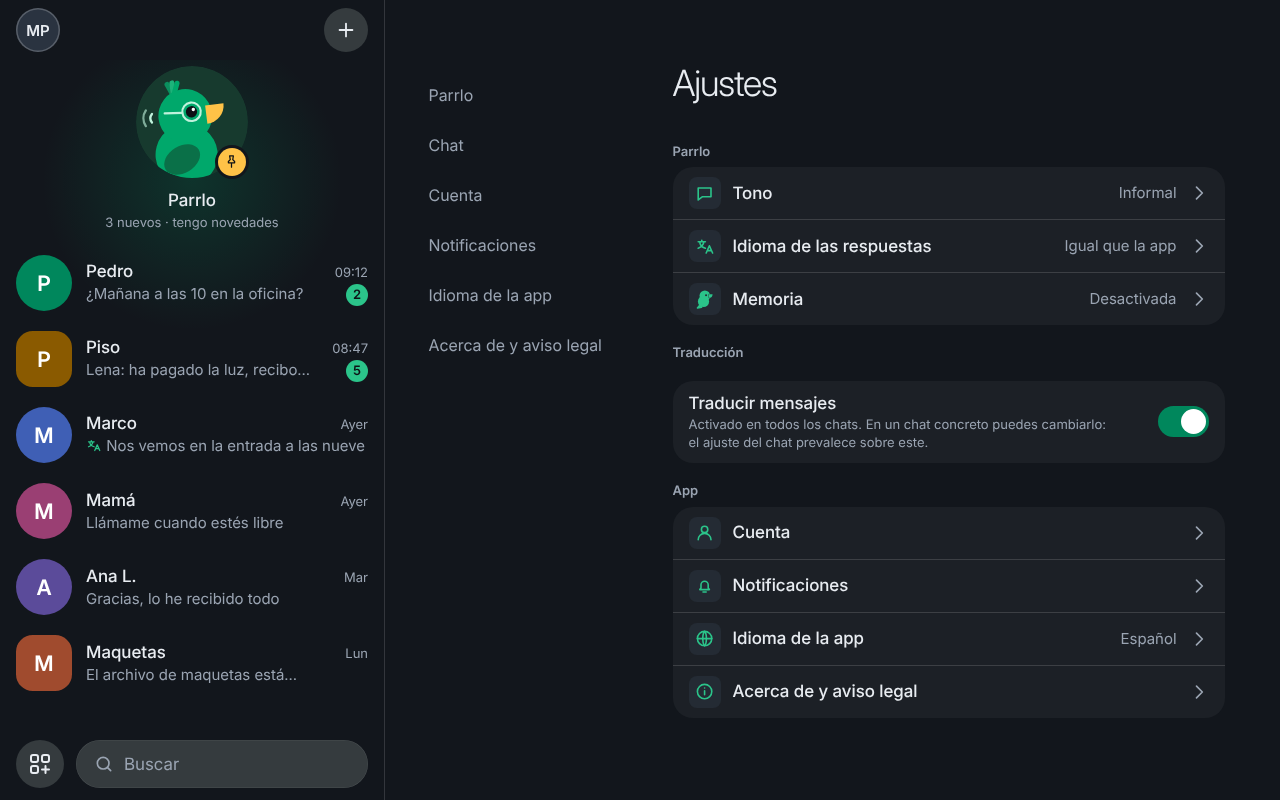 MP
Parrlo
3 nuevos · tengo novedades
P
Pedro
09:12
¿Mañana a las 10 en la oficina?
2
P
Piso
08:47
Lena: ha pagado la luz, recibo...
5
M
Marco
Ayer
Nos vemos en la entrada a las nueve
M
Mamá
Ayer
Llámame cuando estés libre
A
Ana L.
Mar
Gracias, lo he recibido todo
M
Maquetas
Lun
El archivo de maquetas está...
Buscar
Parrlo
Chat
Cuenta
Notificaciones
Idioma de la app
Acerca de y aviso legal
Ajustes
Parrlo
Tono
Informal
Idioma de las respuestas
Igual que la app
Memoria
Desactivada
Traducción
Traducir mensajes
Activado en todos los chats. En un chat concreto puedes cambiarlo:
el ajuste del chat prevalece sobre este.
App
Cuenta
Notificaciones
Idioma de la app
Español
Acerca de y aviso legal